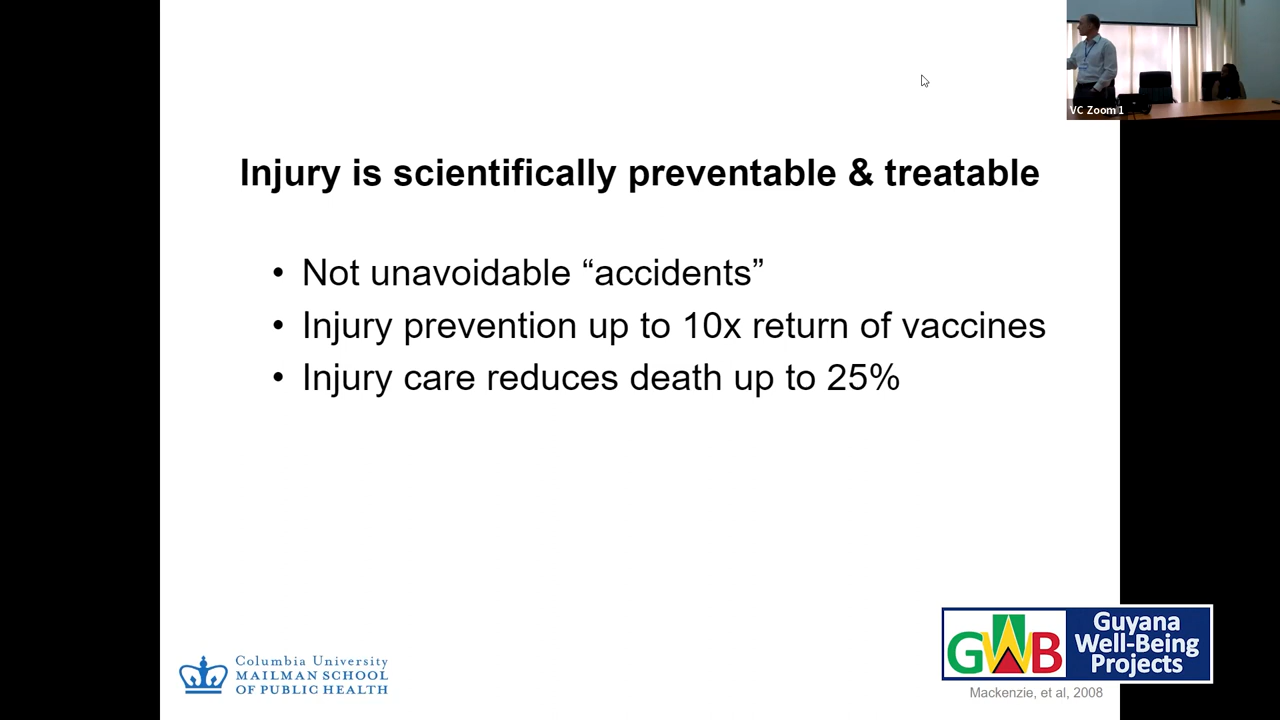 VC Zoom 1
Injury is scientifically preventable & treatable
• Not unavoidable “accidents”
• Injury prevention up to 10x return of vaccines
• Injury care reduces death up to 25%
Columbia University
MAILMAN SCHOOL
OF PUBLIC HEALTH
GWB
Guyana
Well-Being
Projects
Mackenzie, et al, 2008